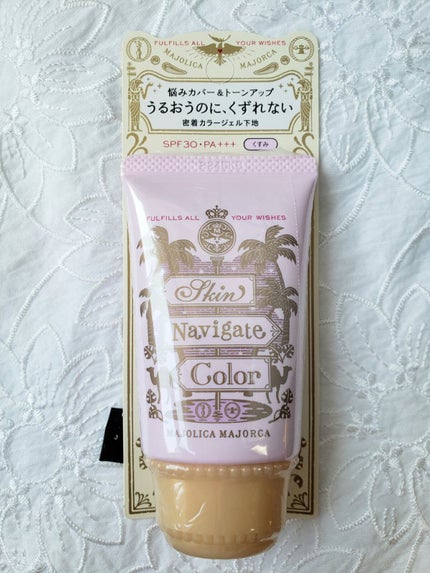 FULFILLS ALL YOUR WISHES
MAJOLICA MAJORCA
悩みカバー&トーンアップ
うるおうのに、くずれない
密着カラージェル下地
SPF30・PA+++ くすみ
FULFILLS ALL YOUR WISHES
Skin
Navigate
Color
MAJOLICA MAJORCA